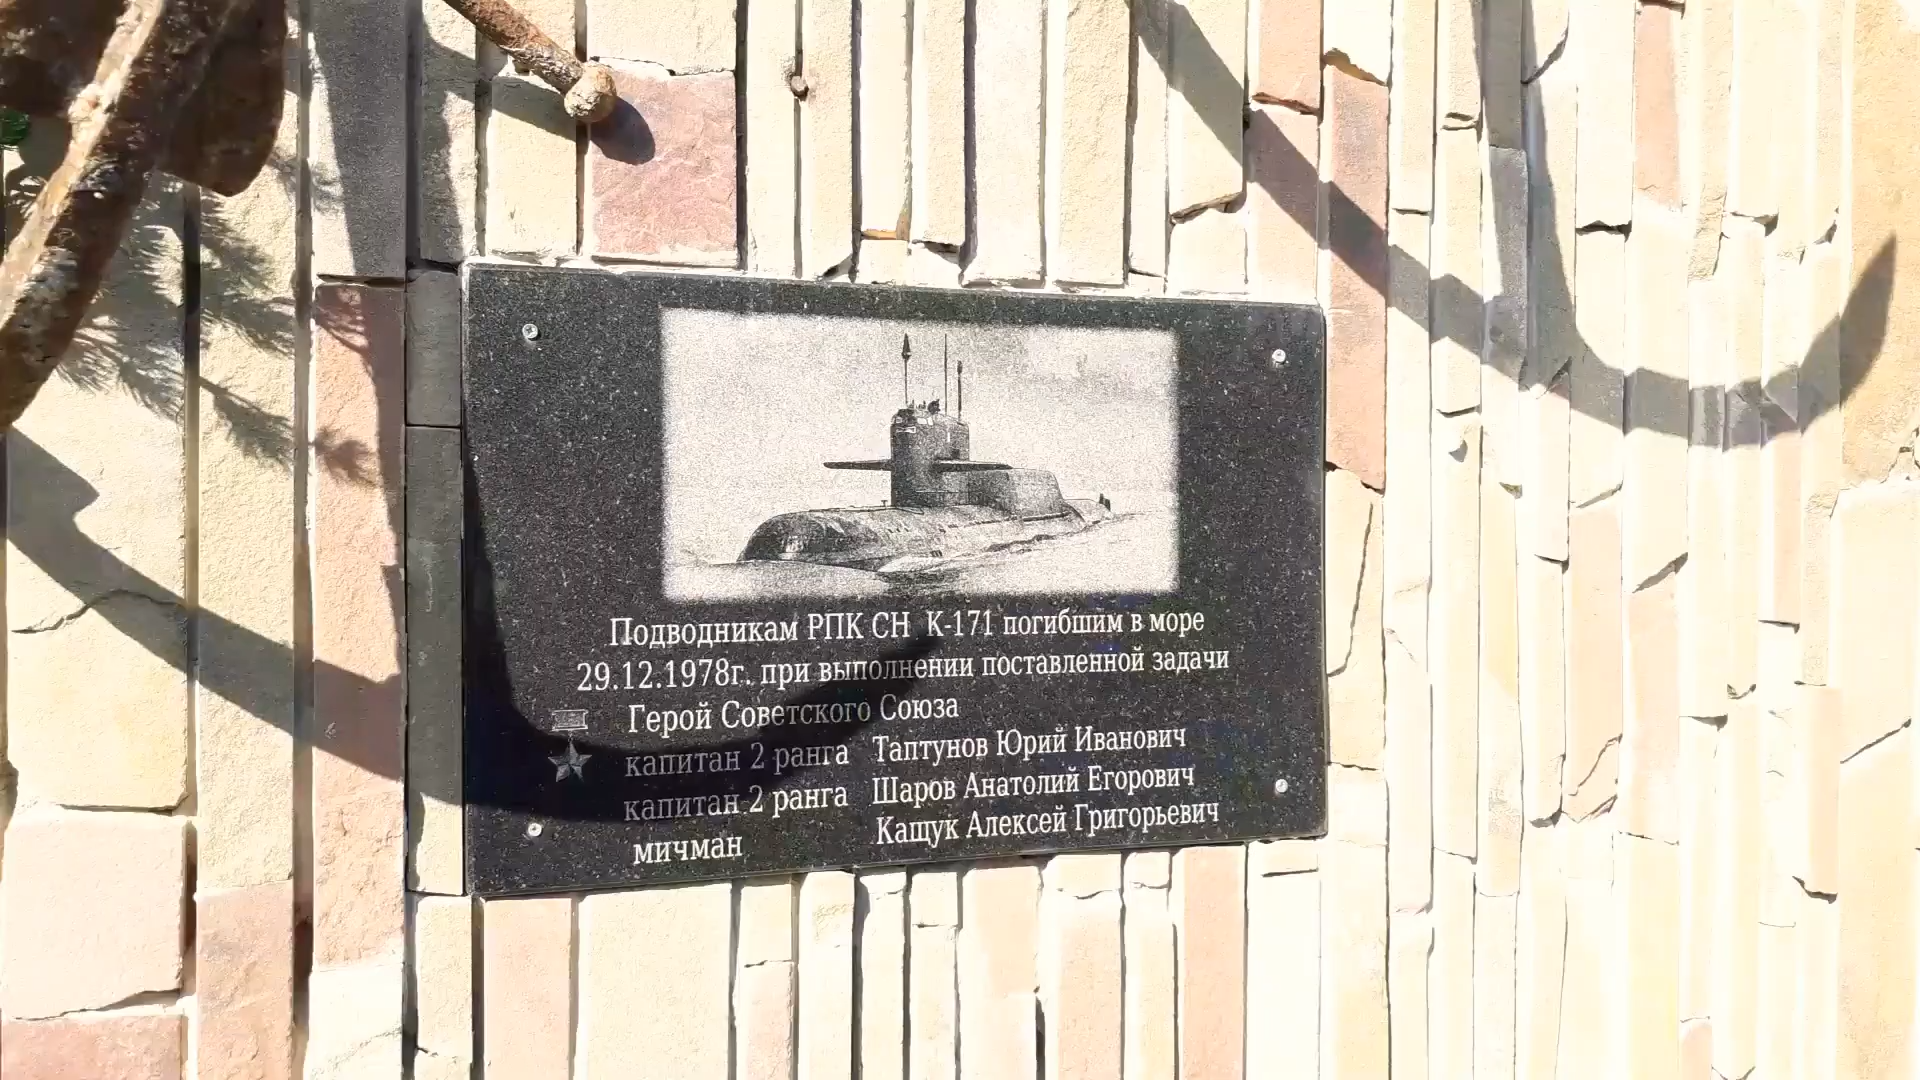 Подводникам РПК СН К-171 погибшим в море
29.12.1978г. при выполнении поставленной задачи
Герой Советского Союза
капитан 2 ранга Таптунов Юрий Иванович
капитан 2 ранга Шаров Анатолий Егорович
мичман Кащук Алексей Григорьевич